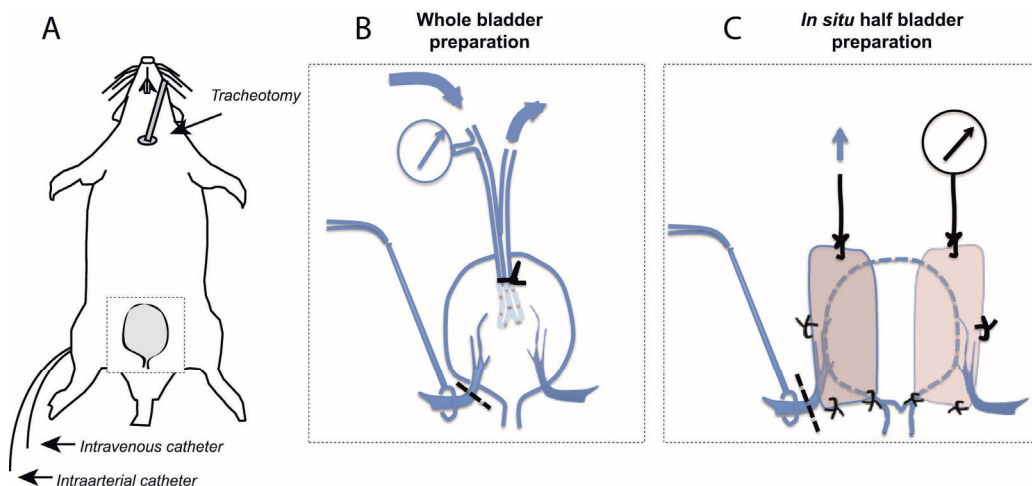 A
Tracheotomy
Intravenous catheter
Intraarterial catheter
B
Whole bladder
preparation
C
In situ half bladder
preparation